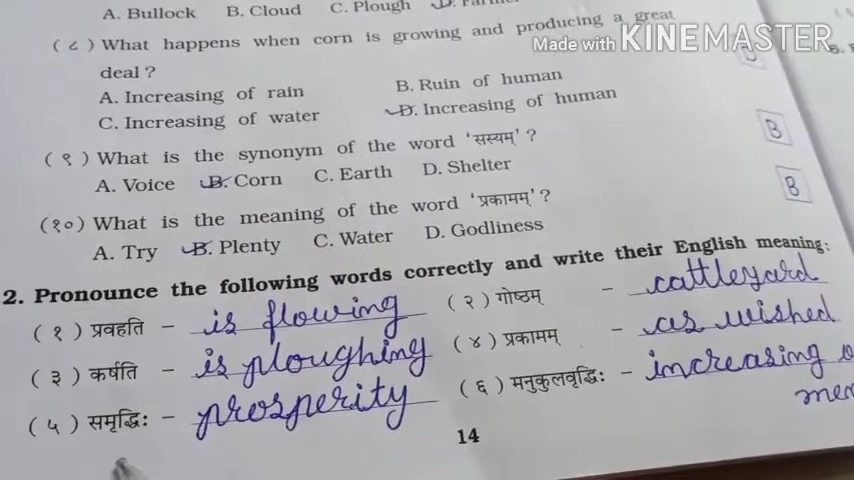 A. Bullock B. Cloud C. Plough D.
(८) What happens when corn is growing and producing a great
Made with KINEMASTER
deal ?
D
A. Increasing of rain B. Ruin of human
C. Increasing of water D. Increasing of human
(९) What is the synonym of the word 'सस्यम्' ?
B
A. Voice B. Corn C. Earth D. Shelter
(१०) What is the meaning of the word 'प्रकामम्' ?
B
A. Try B. Plenty C. Water D. Godliness
2. Pronounce the following words correctly and write their English meaning:
(१) प्रवहति - is flowing (२) गोष्ठम् - cattleyard
(३) कर्षति - is ploughing (४) प्रकामम् - as wished
(५) समृद्धिः - prosperity (६) मनुकुलवृद्धिः - increasing
14